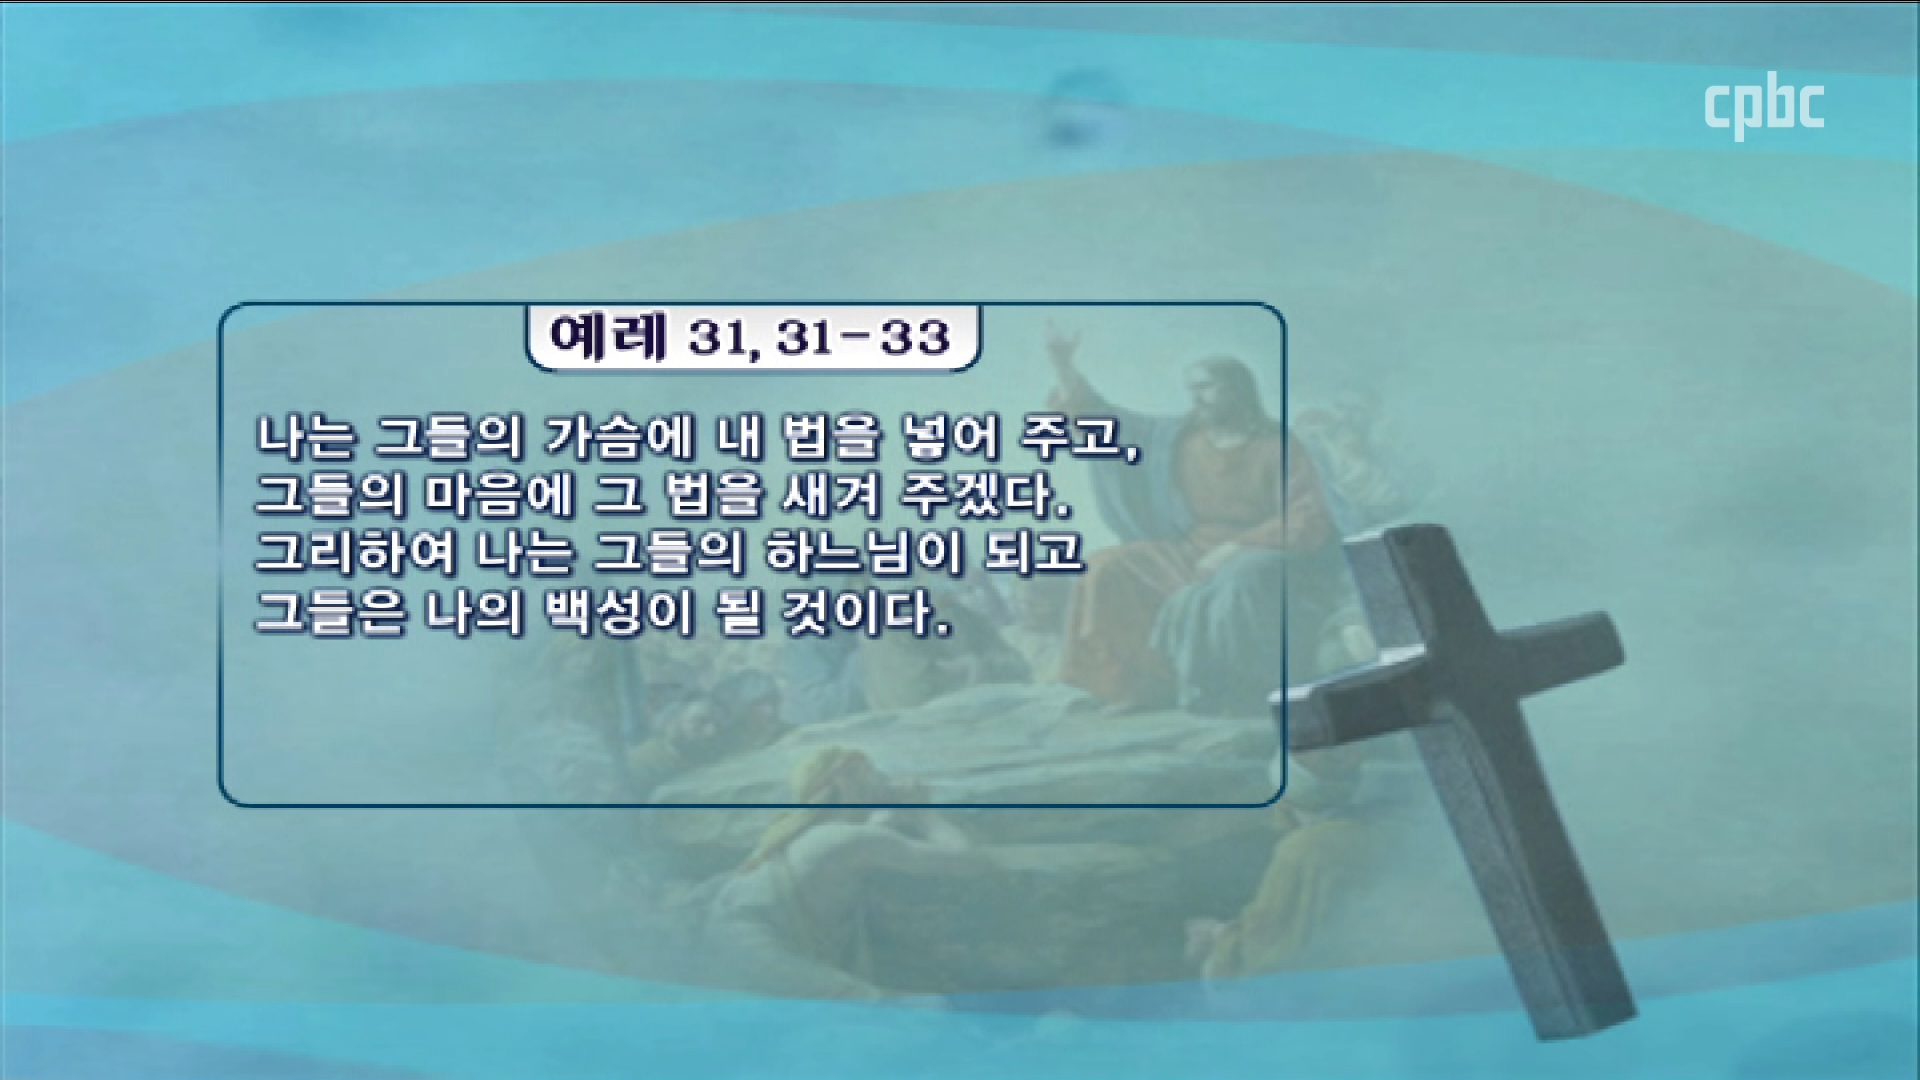 cpbc
예레 31, 31-33
나는 그들의 가슴에 내 법을 넣어 주고,
그들의 마음에 그 법을 새겨 주겠다.
그리하여 나는 그들의 하느님이 되고
그들은 나의 백성이 될 것이다.